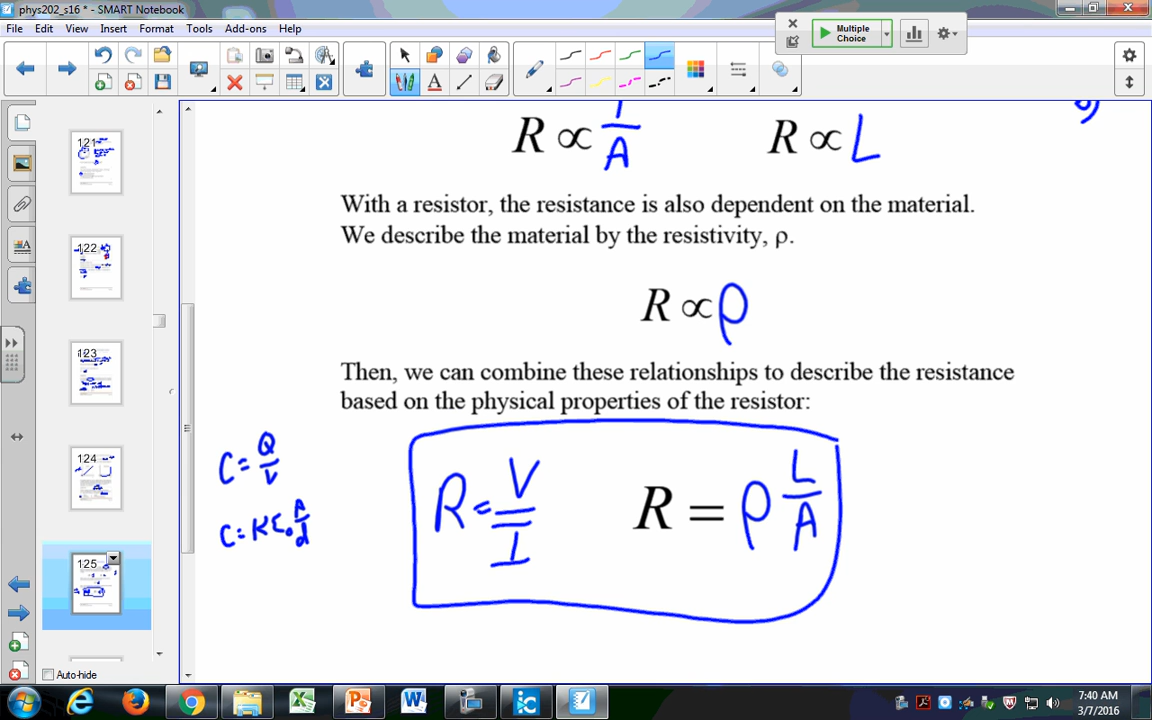 phys202_s16 * - SMART Notebook
File Edit View Insert Format Tools Add-ons Help
Multiple Choice
R ∝ 1/A R ∝ L
With a resistor, the resistance is also dependent on the material.
We describe the material by the resistivity, ρ.
R ∝ ρ
Then, we can combine these relationships to describe the resistance
based on the physical properties of the resistor:
C = Q/V
C = Kε₀ A/d
R = V/I R = ρ L/A
121
122
123
124
125
Auto-hide
7:40 AM
3/7/2016